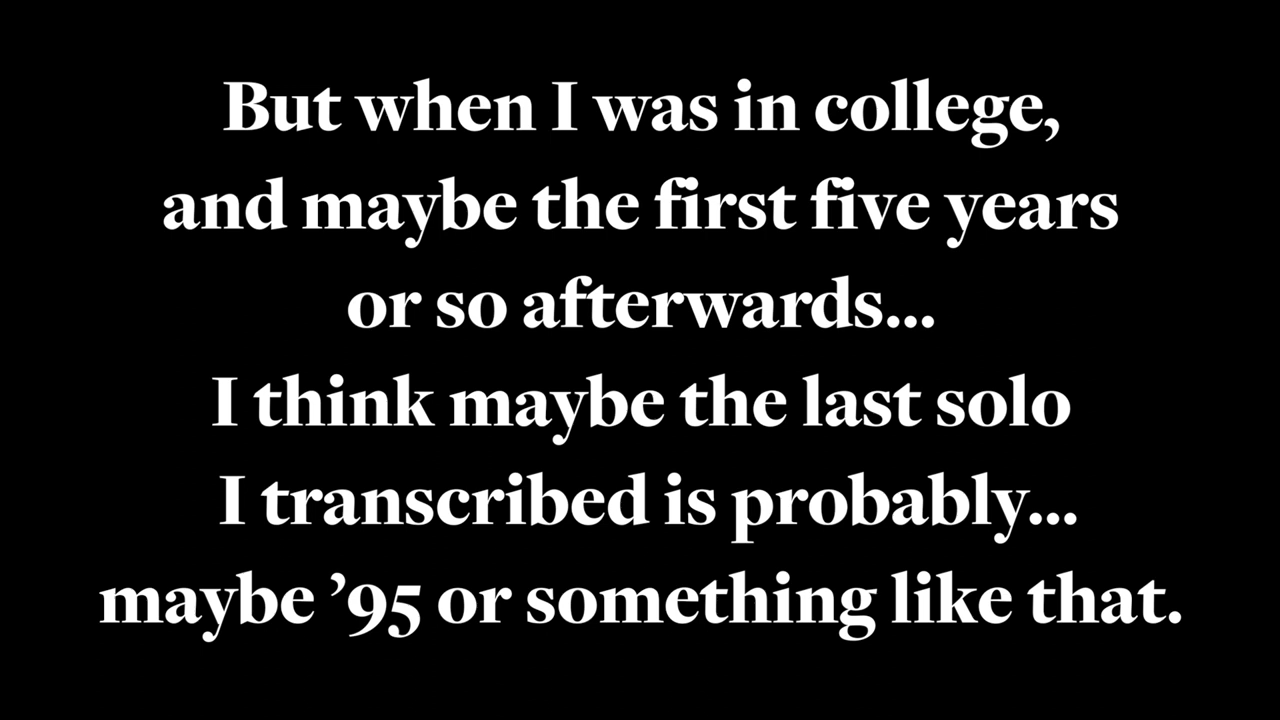 But when I was in college,
and maybe the first five years
or so afterwards...
I think maybe the last solo
I transcribed is probably...
maybe ’95 or something like that.